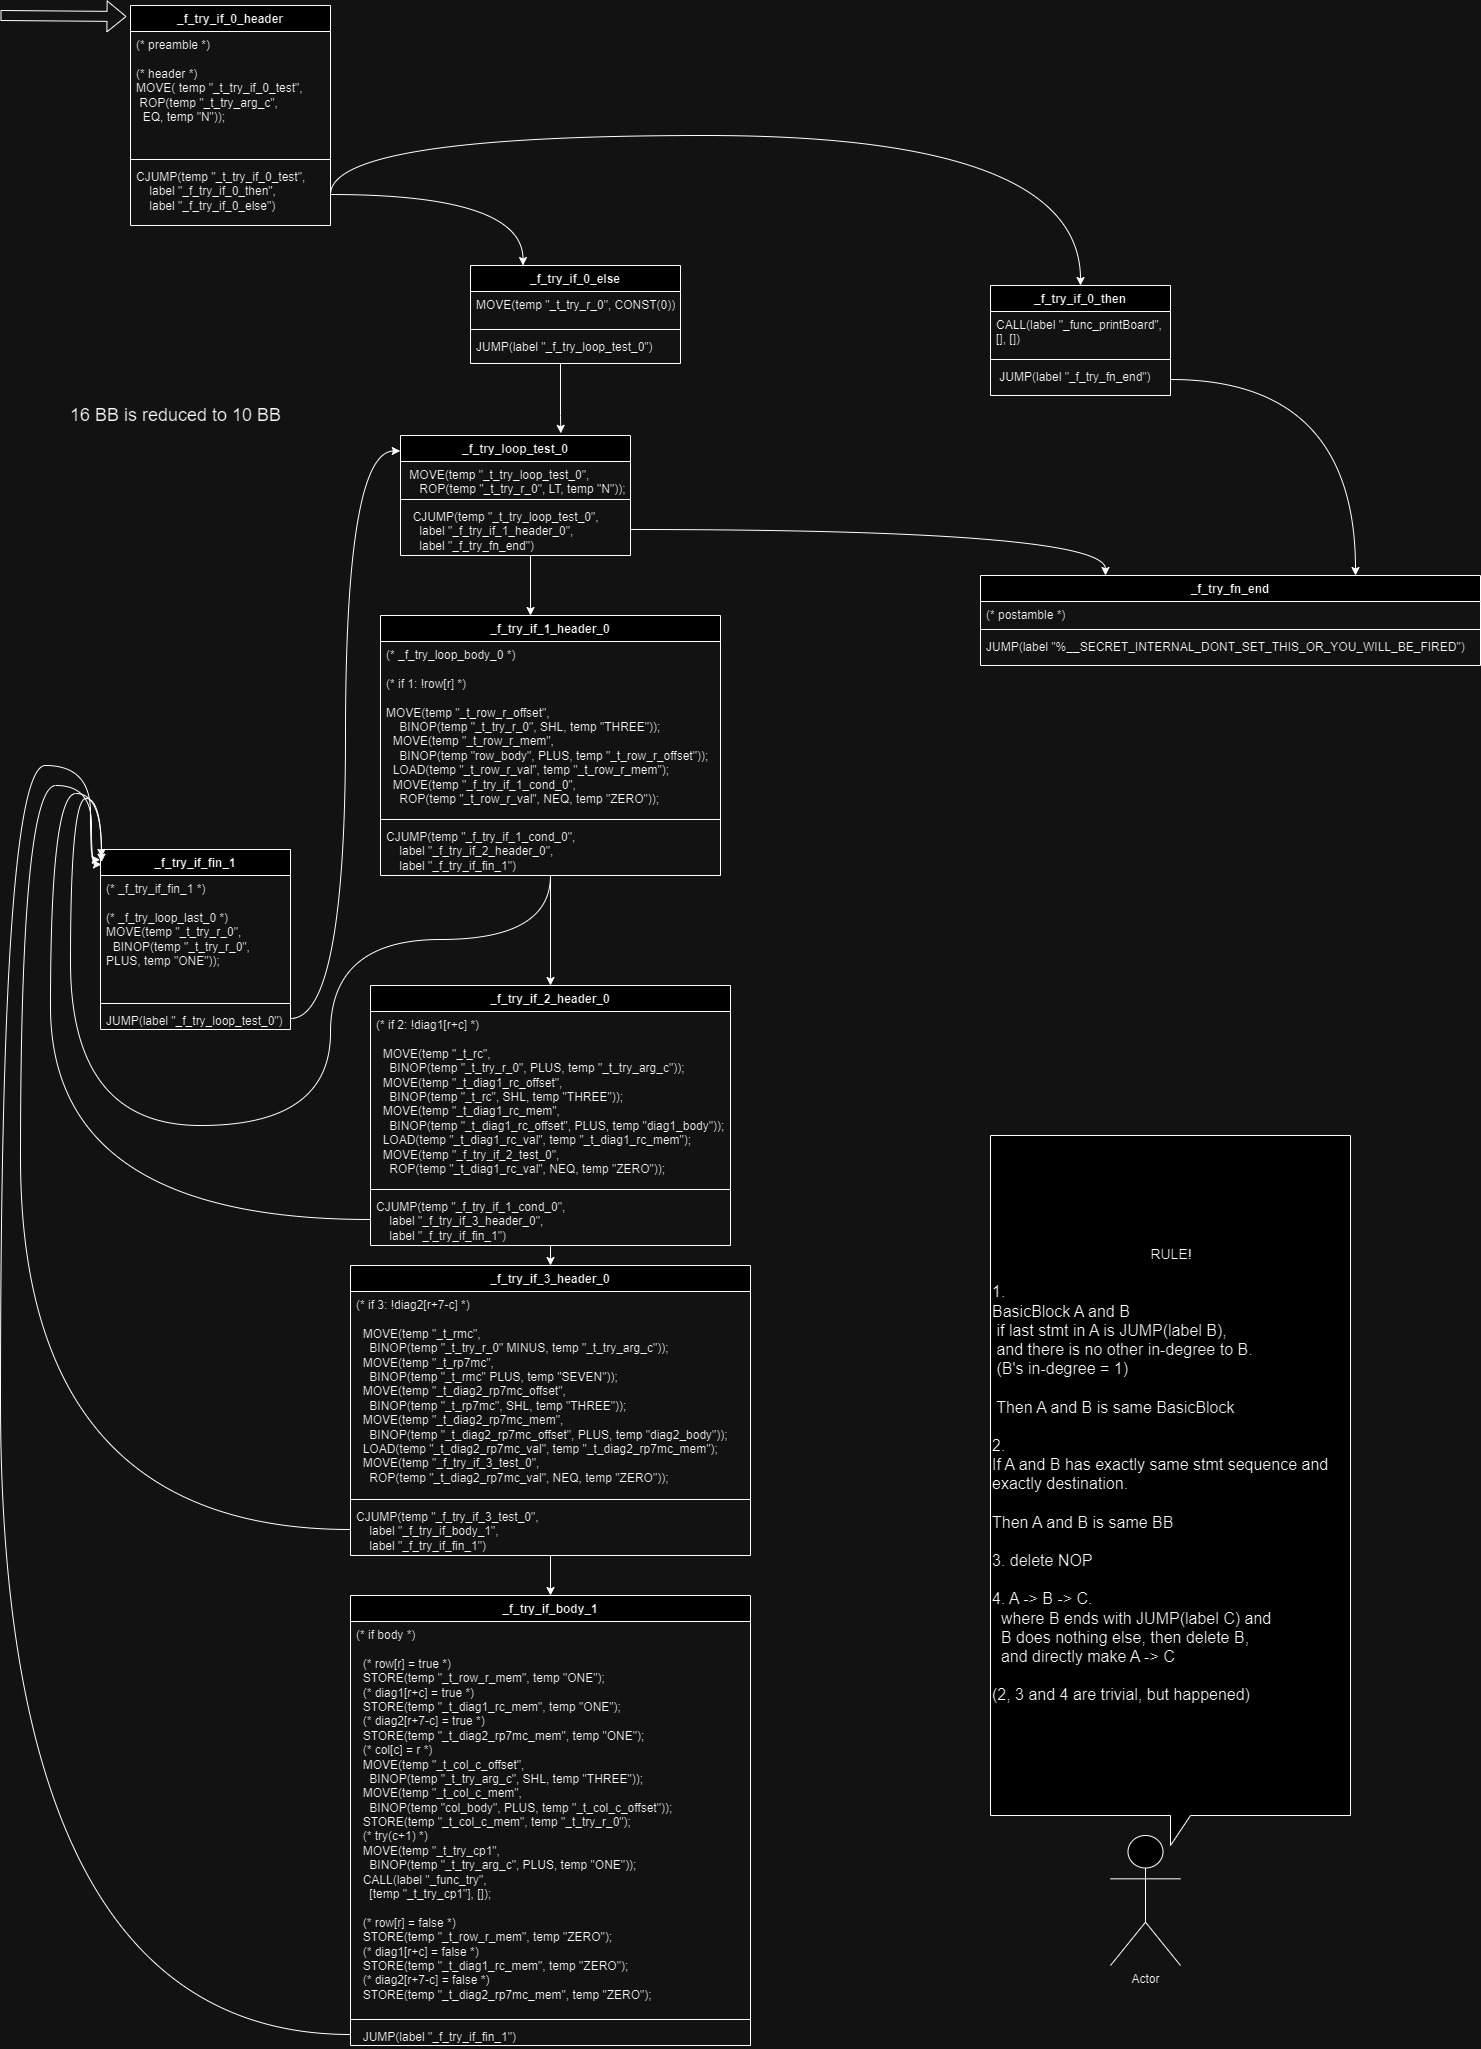 _f_try_if_0_header
(* preamble *)
(* header *)
MOVE( temp "_t_try_if_0_test",
ROP(temp "_t_try_arg_c",
EQ, temp "N"));
CJUMP(temp "_t_try_if_0_test",
label "_f_try_if_0_then",
label "_f_try_if_0_else")
_f_try_if_0_else
MOVE(temp "_t_try_r_0", CONST(0))
JUMP(label "_f_try_loop_test_0")
_f_try_if_0_then
CALL(label "_func_printBoard",
[], [])
JUMP(label "_f_try_fn_end")
16 BB is reduced to 10 BB
_f_try_loop_test_0
MOVE(temp "_t_try_loop_test_0",
ROP(temp "_t_try_r_0", LT, temp "N"));
CJUMP(temp "_t_try_loop_test_0",
label "_f_try_if_1_header_0",
label "_f_try_fn_end")
_f_try_fn_end
(* postamble *)
JUMP(label "%__SECRET_INTERNAL_DONT_SET_THIS_OR_YOU_WILL_BE_FIRED")
_f_try_if_1_header_0
(* _f_try_loop_body_0 *)
(* if 1: !row[r] *)
MOVE(temp "_t_row_r_offset",
BINOP(temp "_t_try_r_0", SHL, temp "THREE"));
MOVE(temp "_t_row_r_mem",
BINOP(temp "row_body", PLUS, temp "_t_row_r_offset"));
LOAD(temp "_t_row_r_val", temp "_t_row_r_mem");
MOVE(temp "_f_try_if_1_cond_0",
ROP(temp "_t_row_r_val", NEQ, temp "ZERO"));
CJUMP(temp "_f_try_if_1_cond_0",
label "_f_try_if_2_header_0",
label "_f_try_if_fin_1")
_f_try_if_fin_1
(* _f_try_if_fin_1 *)
(* _f_try_loop_last_0 *)
MOVE(temp "_t_try_r_0",
BINOP(temp "_t_try_r_0",
PLUS, temp "ONE"));
JUMP(label "_f_try_loop_test_0")
_f_try_if_2_header_0
(* if 2: !diag1[r+c] *)
MOVE(temp "_t_rc",
BINOP(temp "_t_try_r_0", PLUS, temp "_t_try_arg_c"));
MOVE(temp "_t_diag1_rc_offset",
BINOP(temp "_t_rc", SHL, temp "THREE"));
MOVE(temp "_t_diag1_rc_mem",
BINOP(temp "_t_diag1_rc_offset", PLUS, temp "diag1_body"));
LOAD(temp "_t_diag1_rc_val", temp "_t_diag1_rc_mem");
MOVE(temp "_f_try_if_2_test_0",
ROP(temp "_t_diag1_rc_val", NEQ, temp "ZERO"));
CJUMP(temp "_f_try_if_1_cond_0",
label "_f_try_if_3_header_0",
label "_f_try_if_fin_1")
_f_try_if_3_header_0
(* if 3: !diag2[r+7-c] *)
MOVE(temp "_t_rmc",
BINOP(temp "_t_try_r_0" MINUS, temp "_t_try_arg_c"));
MOVE(temp "_t_rp7mc",
BINOP(temp "_t_rmc" PLUS, temp "SEVEN"));
MOVE(temp "_t_diag2_rp7mc_offset",
BINOP(temp "_t_rp7mc", SHL, temp "THREE"));
MOVE(temp "_t_diag2_rp7mc_mem",
BINOP(temp "_t_diag2_rp7mc_offset", PLUS, temp "diag2_body"));
LOAD(temp "_t_diag2_rp7mc_val", temp "_t_diag2_rp7mc_mem");
MOVE(temp "_f_try_if_3_test_0",
ROP(temp "_t_diag2_rp7mc_val", NEQ, temp "ZERO"));
CJUMP(temp "_f_try_if_3_test_0",
label "_f_try_if_body_1",
label "_f_try_if_fin_1")
_f_try_if_body_1
(* if body *)
(* row[r] = true *)
STORE(temp "_t_row_r_mem", temp "ONE");
(* diag1[r+c] = true *)
STORE(temp "_t_diag1_rc_mem", temp "ONE");
(* diag2[r+7-c] = true *)
STORE(temp "_t_diag2_rp7mc_mem", temp "ONE");
(* col[c] = r *)
MOVE(temp "_t_col_c_offset",
BINOP(temp "_t_try_arg_c", SHL, temp "THREE"));
MOVE(temp "_t_col_c_mem",
BINOP(temp "col_body", PLUS, temp "_t_col_c_offset"));
STORE(temp "_t_col_c_mem", temp "_t_try_r_0");
(* try(c+1) *)
MOVE(temp "_t_try_cp1",
BINOP(temp "_t_try_arg_c", PLUS, temp "ONE"));
CALL(label "_func_try",
[temp "_t_try_cp1"], []);
(* row[r] = false *)
STORE(temp "_t_row_r_mem", temp "ZERO");
(* diag1[r+c] = false *)
STORE(temp "_t_diag1_rc_mem", temp "ZERO");
(* diag2[r+7-c] = false *)
STORE(temp "_t_diag2_rp7mc_mem", temp "ZERO");
JUMP(label "_f_try_if_fin_1")
RULE!
1.
BasicBlock A and B
if last stmt in A is JUMP(label B),
and there is no other in-degree to B.
(B's in-degree = 1)
Then A and B is same BasicBlock
2.
If A and B has exactly same stmt sequence and
exactly destination.
Then A and B is same BB
3. delete NOP
4. A -> B -> C.
where B ends with JUMP(label C) and
B does nothing else, then delete B,
and directly make A -> C
(2, 3 and 4 are trivial, but happened)
Actor